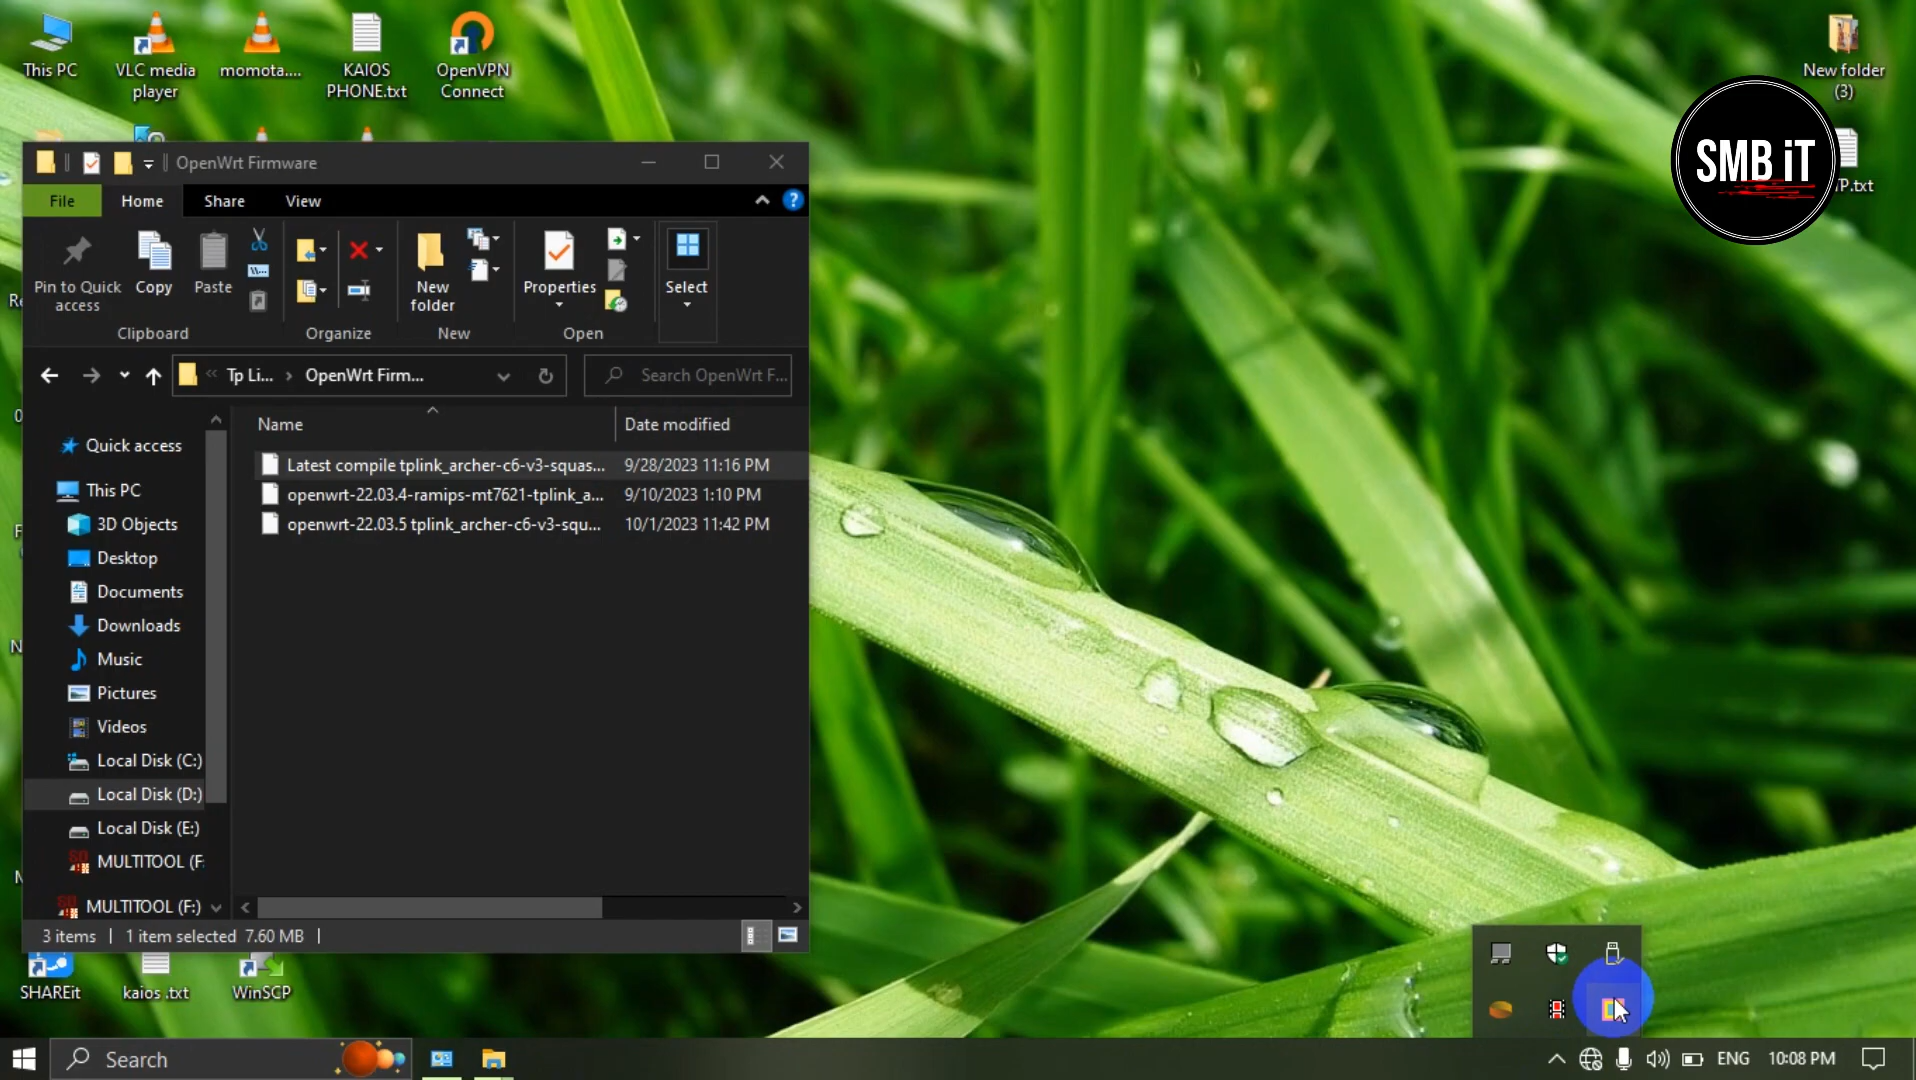 This PC
VLC media
player
momota....
KAIOS
PHONE.txt
OpenVPN
Connect
New folder
(3)
SMB iT
P.txt
OpenWrt Firmware
File
Home
Share
View
Pin to Quick
access
Copy
Paste
New
folder
Properties
Select
Clipboard
Organize
New
Open
Tp Li...
OpenWrt Firm...
Search OpenWrt F...
Name
Date modified
Quick access
Latest compile tplink_archer-c6-v3-squas...
9/28/2023 11:16 PM
openwrt-22.03.4-ramips-mt7621-tplink_a...
9/10/2023 1:10 PM
openwrt-22.03.5 tplink_archer-c6-v3-squ...
10/1/2023 11:42 PM
This PC
3D Objects
Desktop
Documents
Downloads
Music
Pictures
Videos
Local Disk (C:)
Local Disk (D:)
Local Disk (E:)
MULTITOOL (F:
MULTITOOL (F:)
3 items
1 item selected 7.60 MB
SHAREit
kaios .txt
WinSCP
Search
ENG
10:08 PM